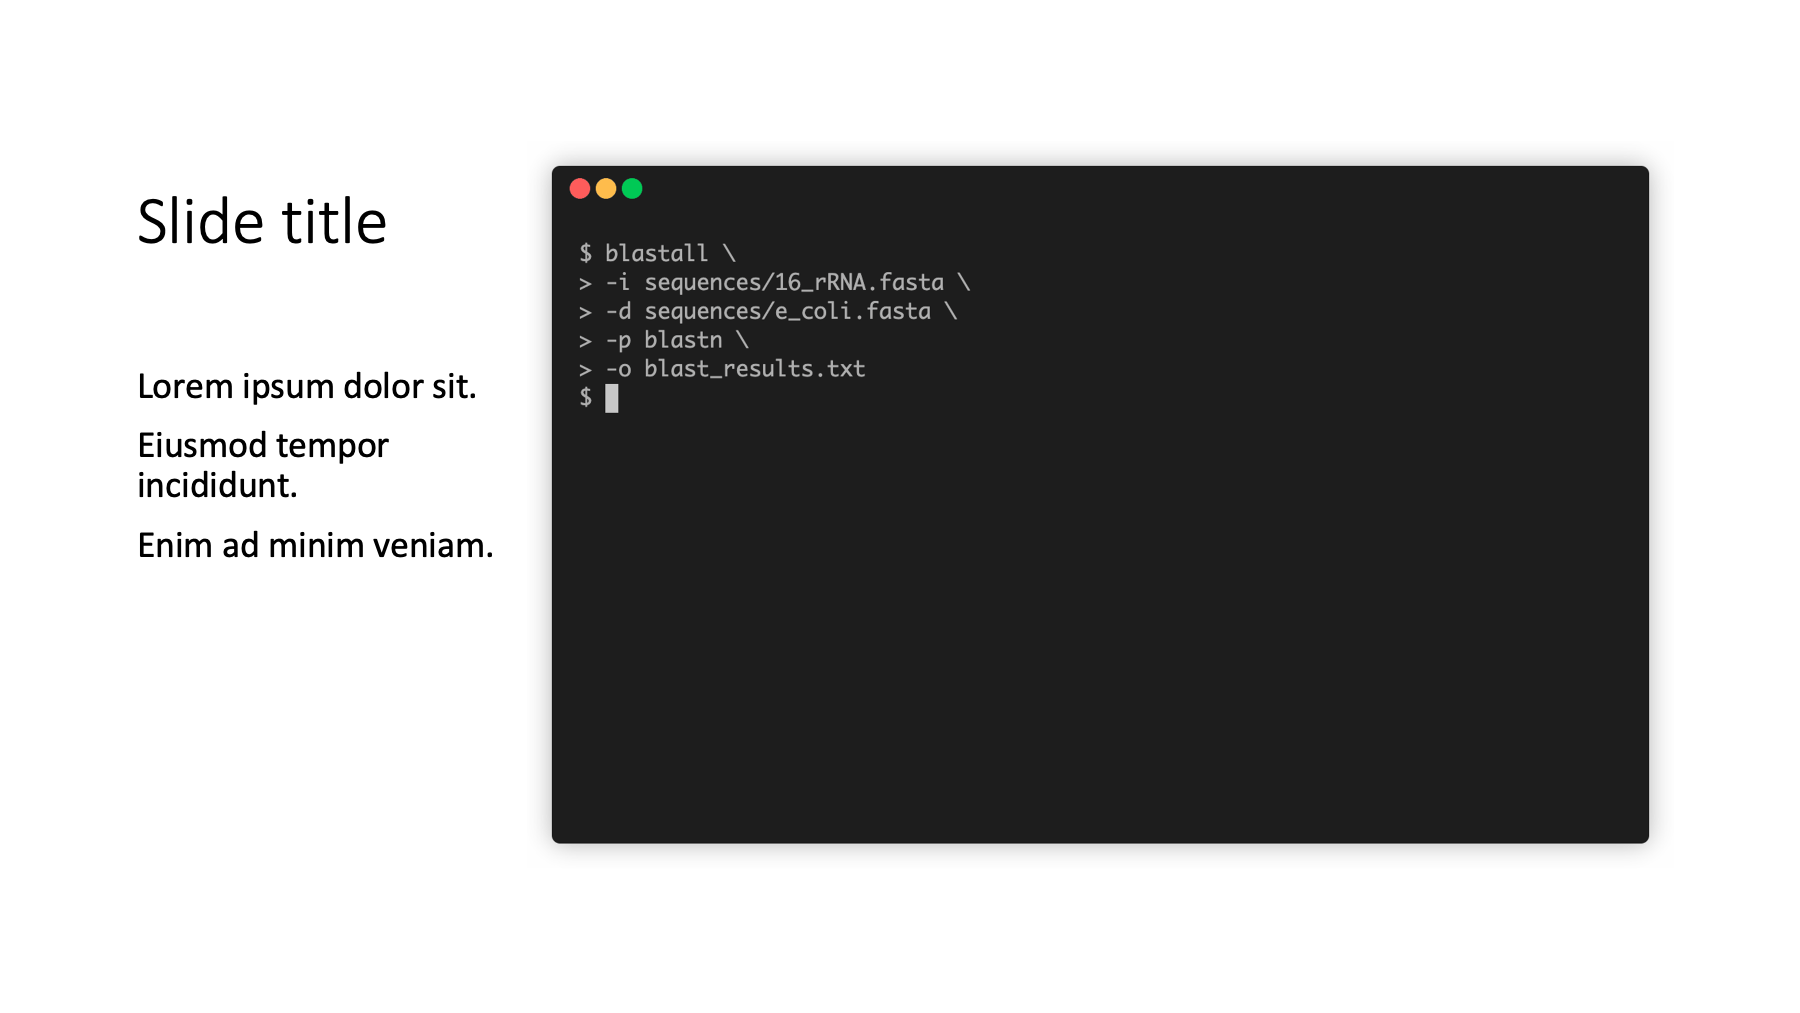 Slide title
Lorem ipsum dolor sit.
Eiusmod tempor
incididunt.
Enim ad minim veniam.
$ blastall \
> -i sequences/16_rRNA.fasta \
> -d sequences/e_coli.fasta \
> -p blastn \
> -o blast_results.txt
$